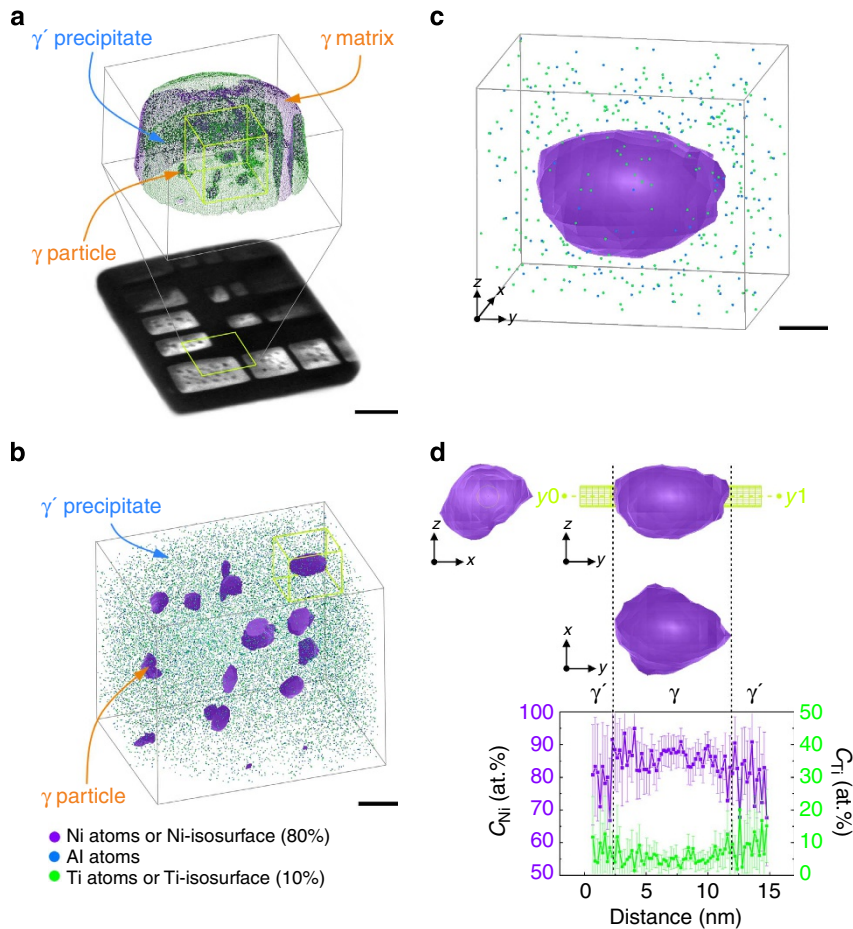 a
γ´ precipitate
γ matrix
γ particle
b
γ´ precipitate
γ particle
Ni atoms or Ni-isosurface (80%)
Al atoms
Ti atoms or Ti-isosurface (10%)
c
z
x
y
d
y0
y1
z
x
z
y
x
y
γ´
γ
γ´
100
90
80
70
60
50
C_Ni (at.%)
50
40
30
20
10
0
C_Ti (at.%)
0
5
10
15
Distance (nm)